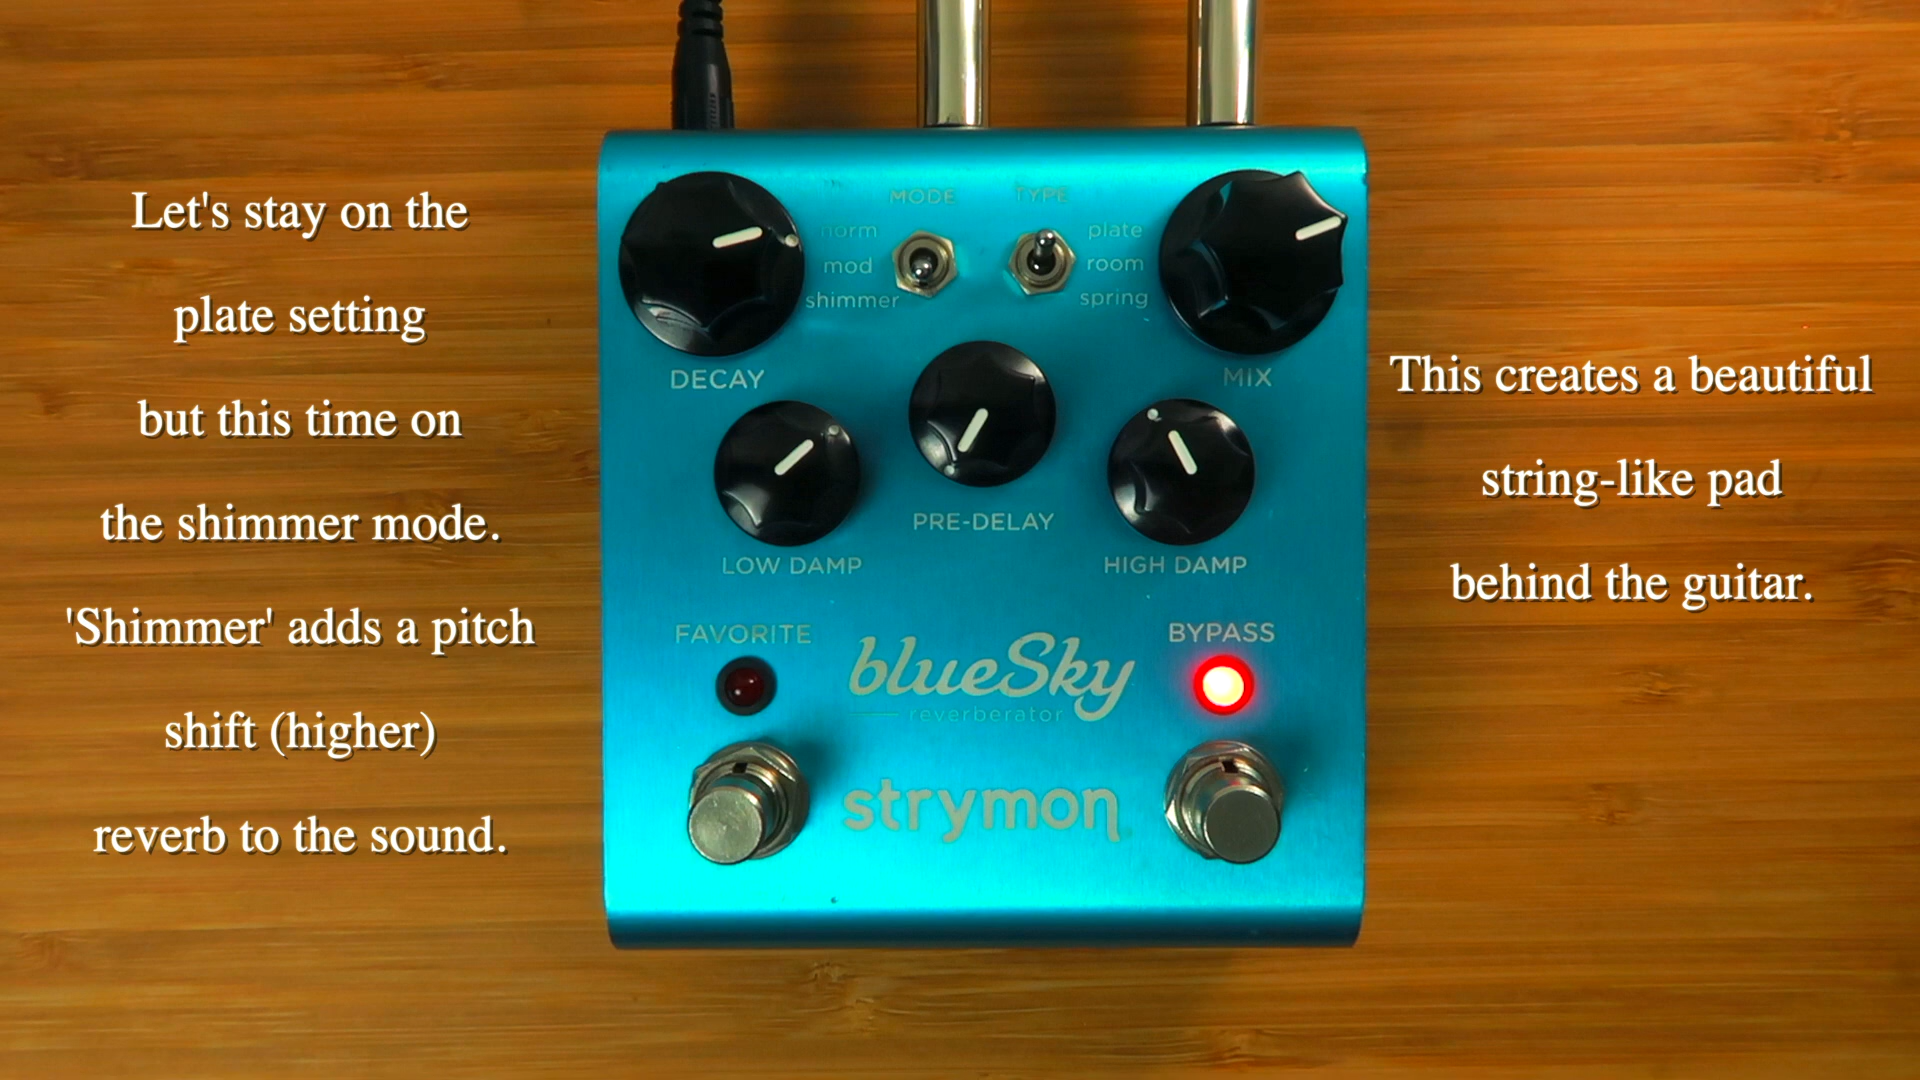 Let's stay on the
plate setting
but this time on
the shimmer mode.
'Shimmer' adds a pitch
shift (higher)
reverb to the sound.
MODE
TYPE
norm
mod
shimmer
plate
room
spring
DECAY
MIX
PRE-DELAY
LOW DAMP
HIGH DAMP
FAVORITE
BYPASS
blueSky
reverberator
strymon
This creates a beautiful
string-like pad
behind the guitar.